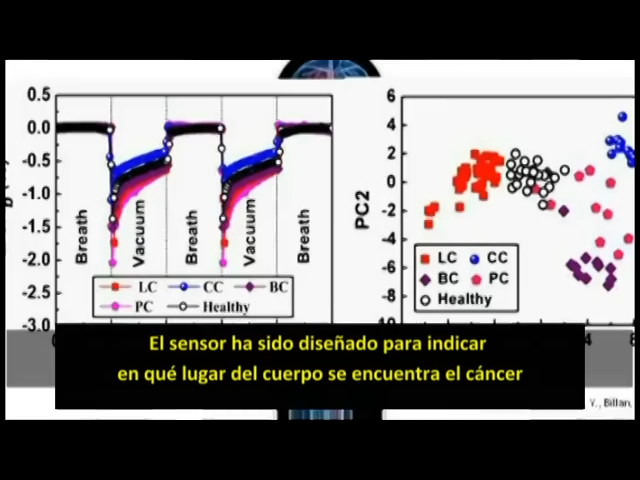 0.5
0.0
-0.5
-1.0
-1.5
-2.0
-2.5
-3.0
Breath
Vacuum
Breath
Vacuum
Breath
LC CC BC
PC Healthy
6
4
2
0
-2
-4
-6
-8
-10
PC2
LC CC
BC PC
Healthy
El sensor ha sido diseñado para indicar
en qué lugar del cuerpo se encuentra el cáncer
Y., Billan,